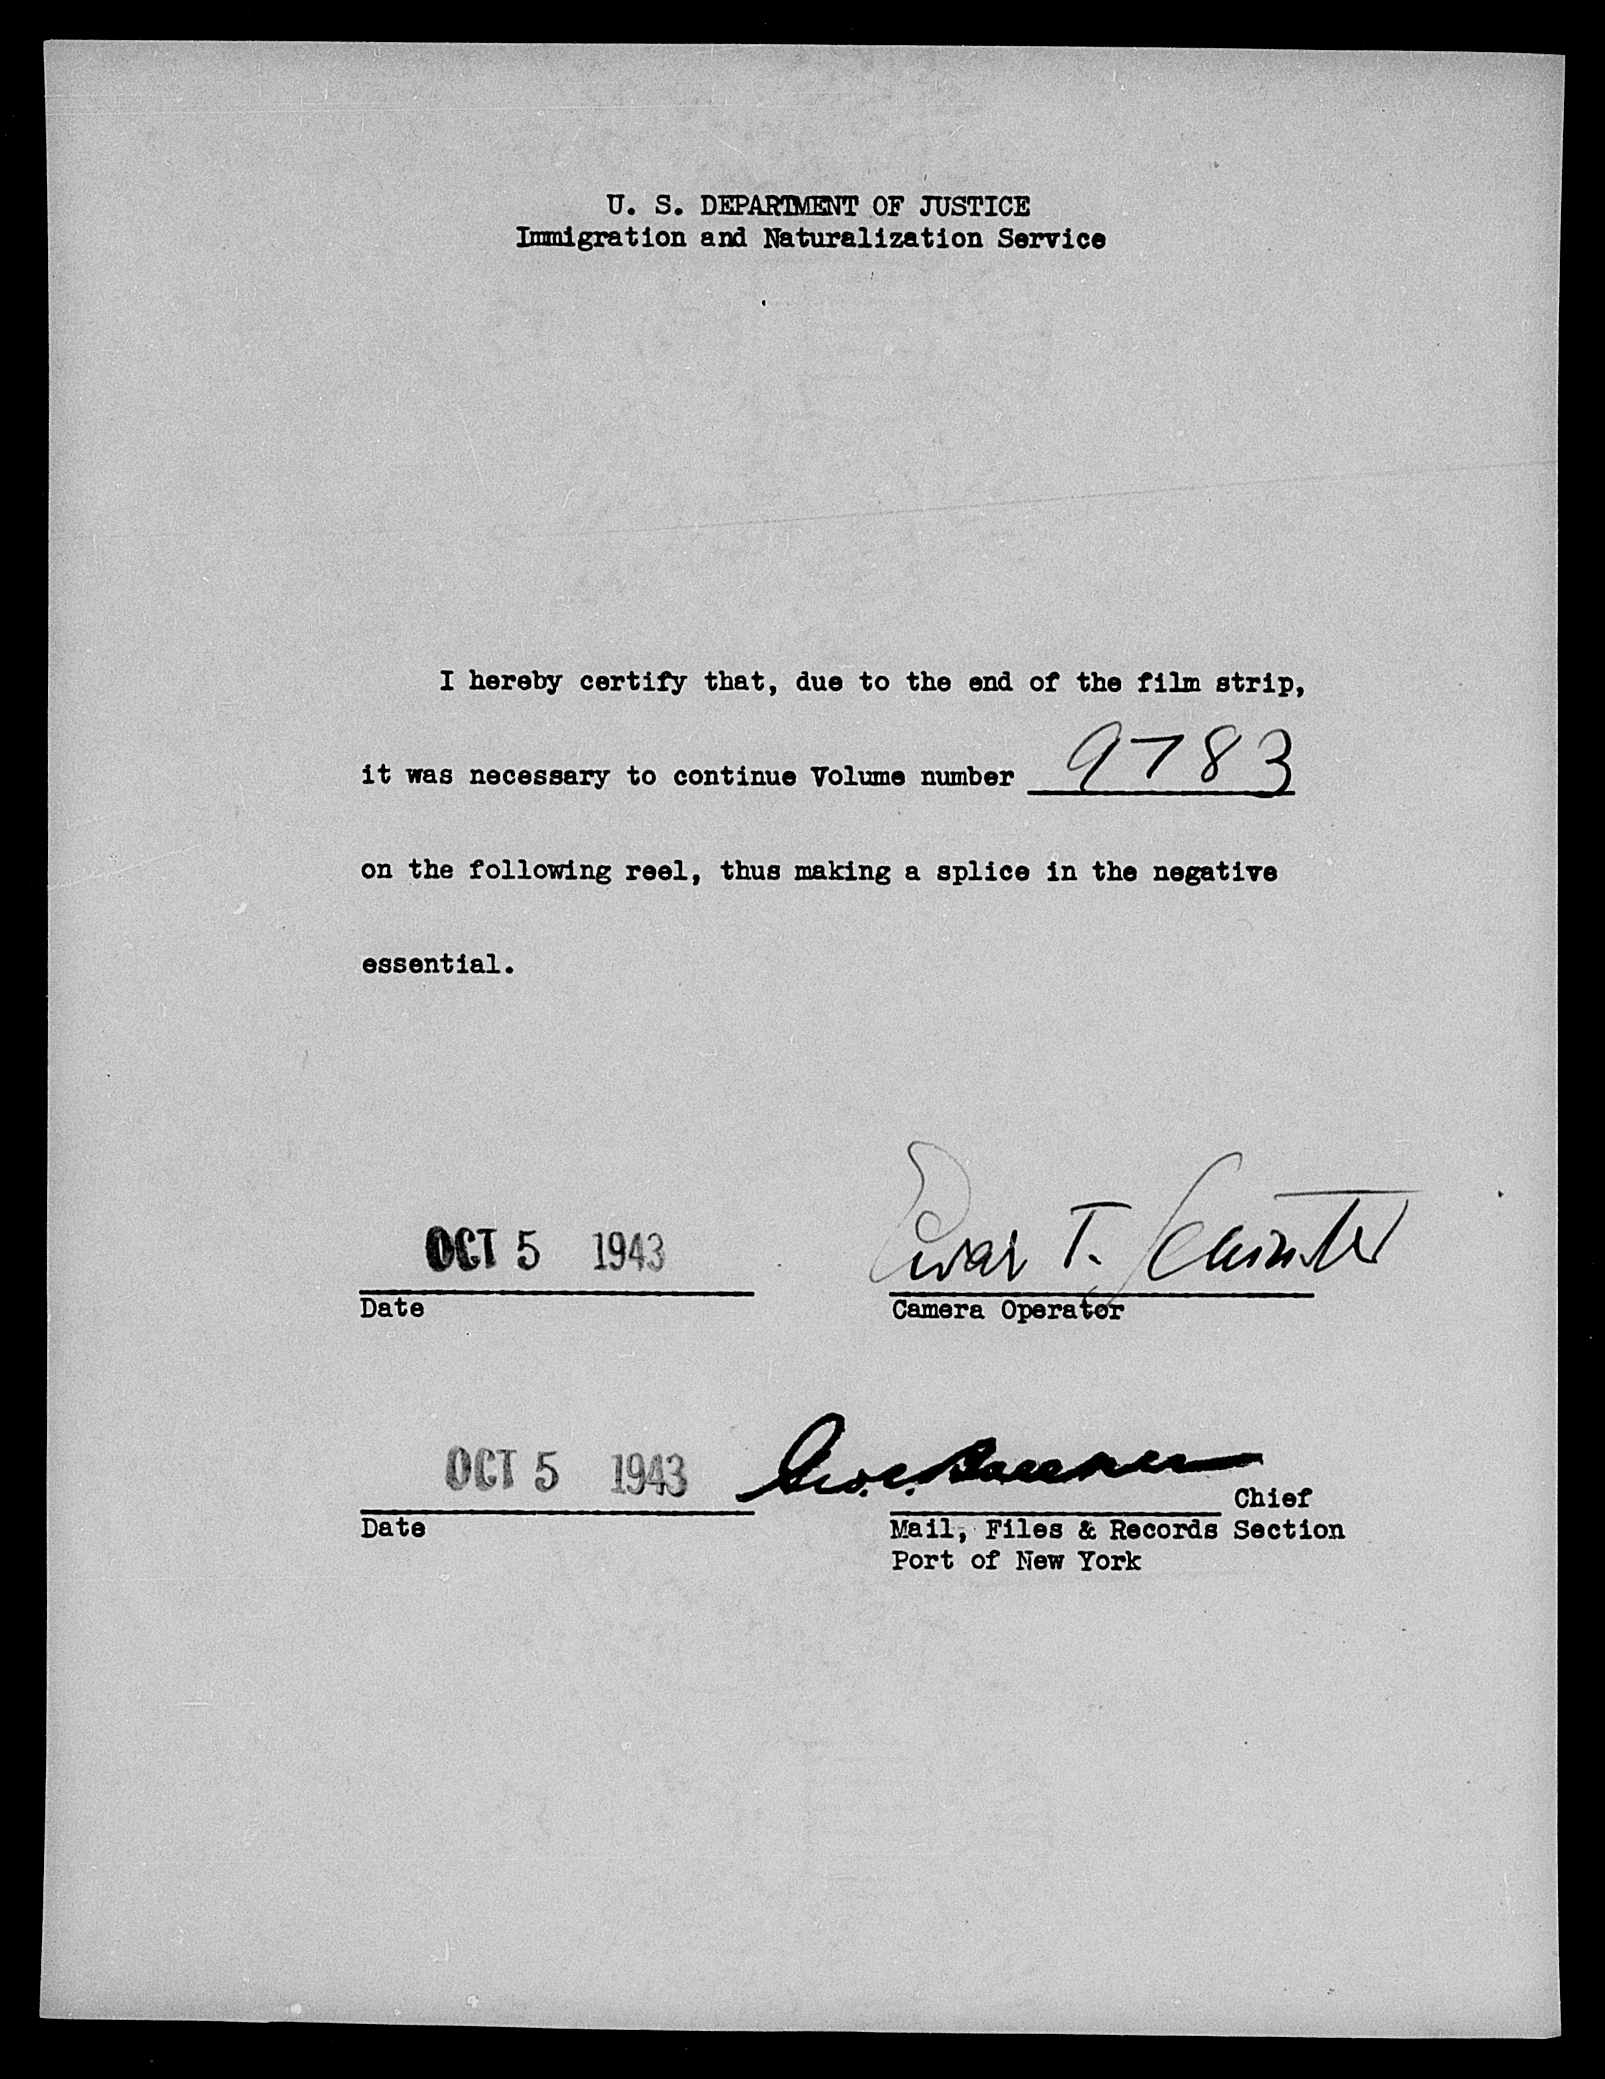 U. S. DEPARTMENT OF JUSTICE
Immigration and Naturalization Service
I hereby certify that, due to the end of the film strip,
it was necessary to continue Volume number 9783
on the following reel, thus making a splice in the negative
essential.
OCT 5 1943
T.
Date
Camera Operator
OCT 5 1943
Geo. C.
Chief
Date
Mail, Files & Records Section
Port of New York